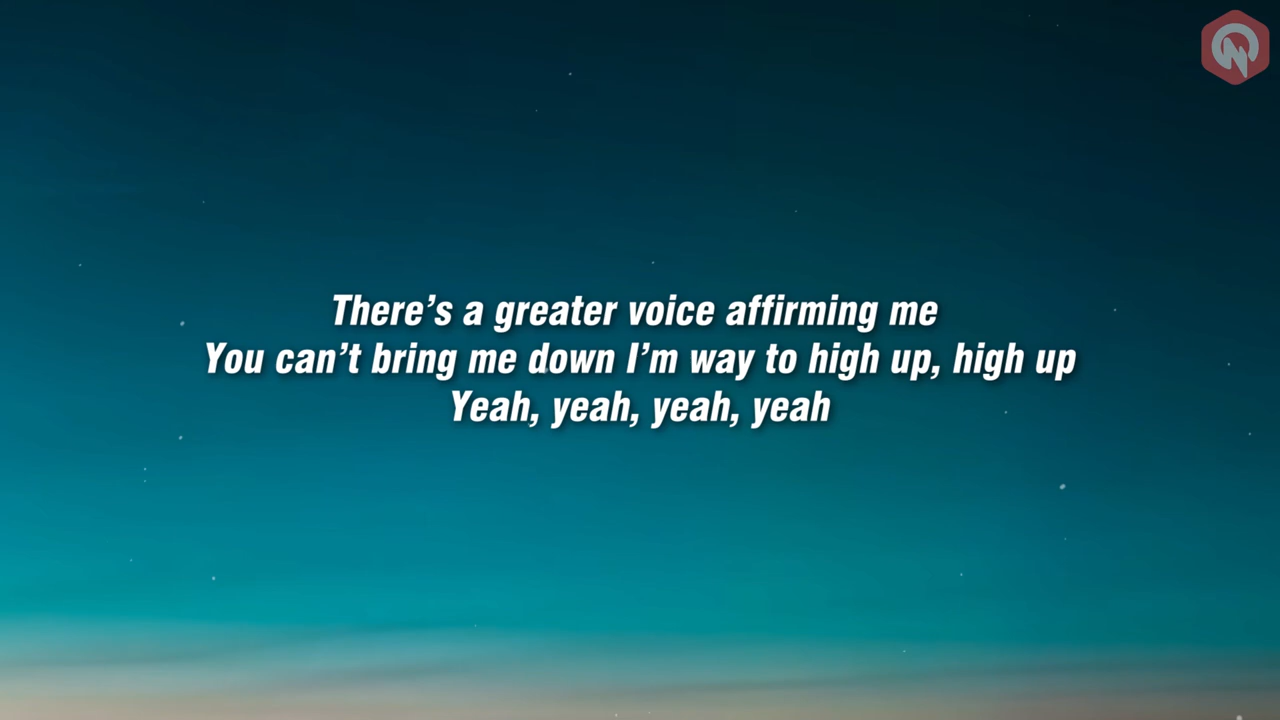 There’s a greater voice affirming me
You can’t bring me down I’m way to high up, high up
Yeah, yeah, yeah, yeah